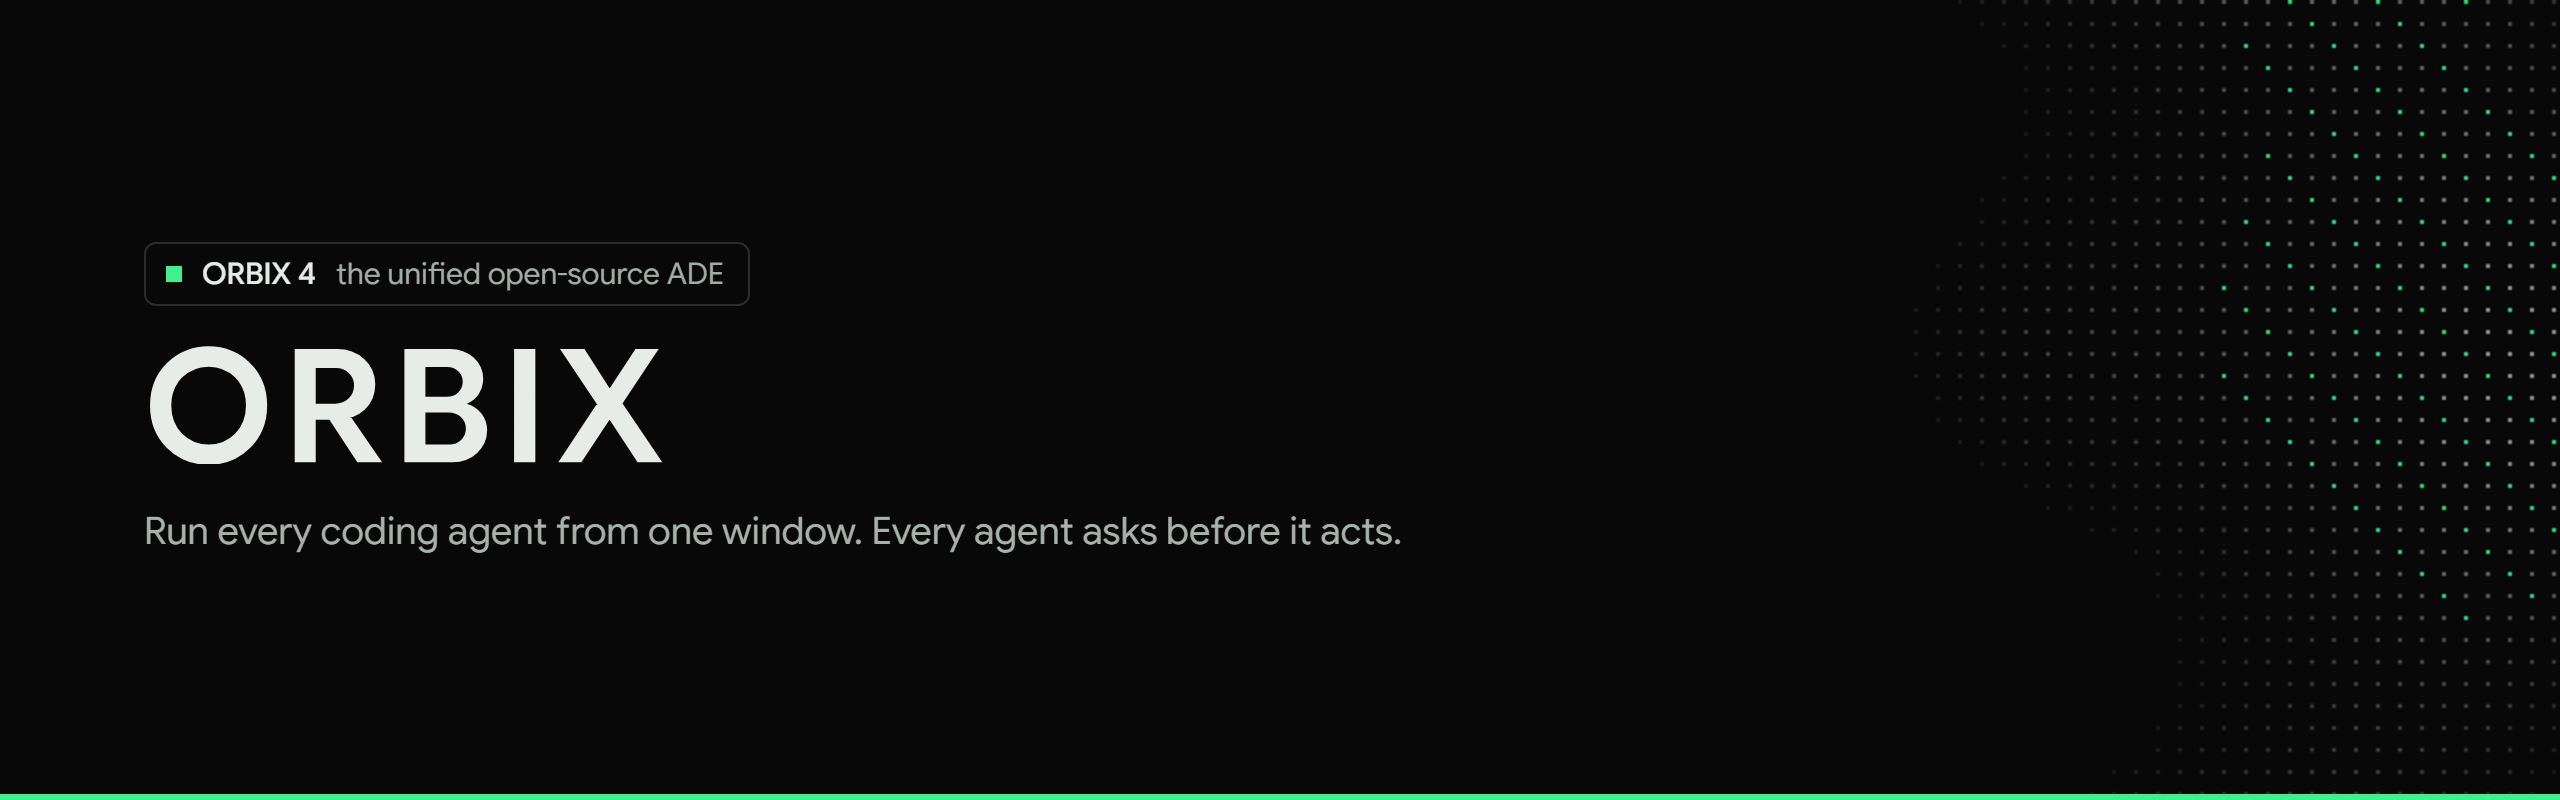 ORBIX 4 the unified open-source ADE
ORBIX
Run every coding agent from one window. Every agent asks before it acts.